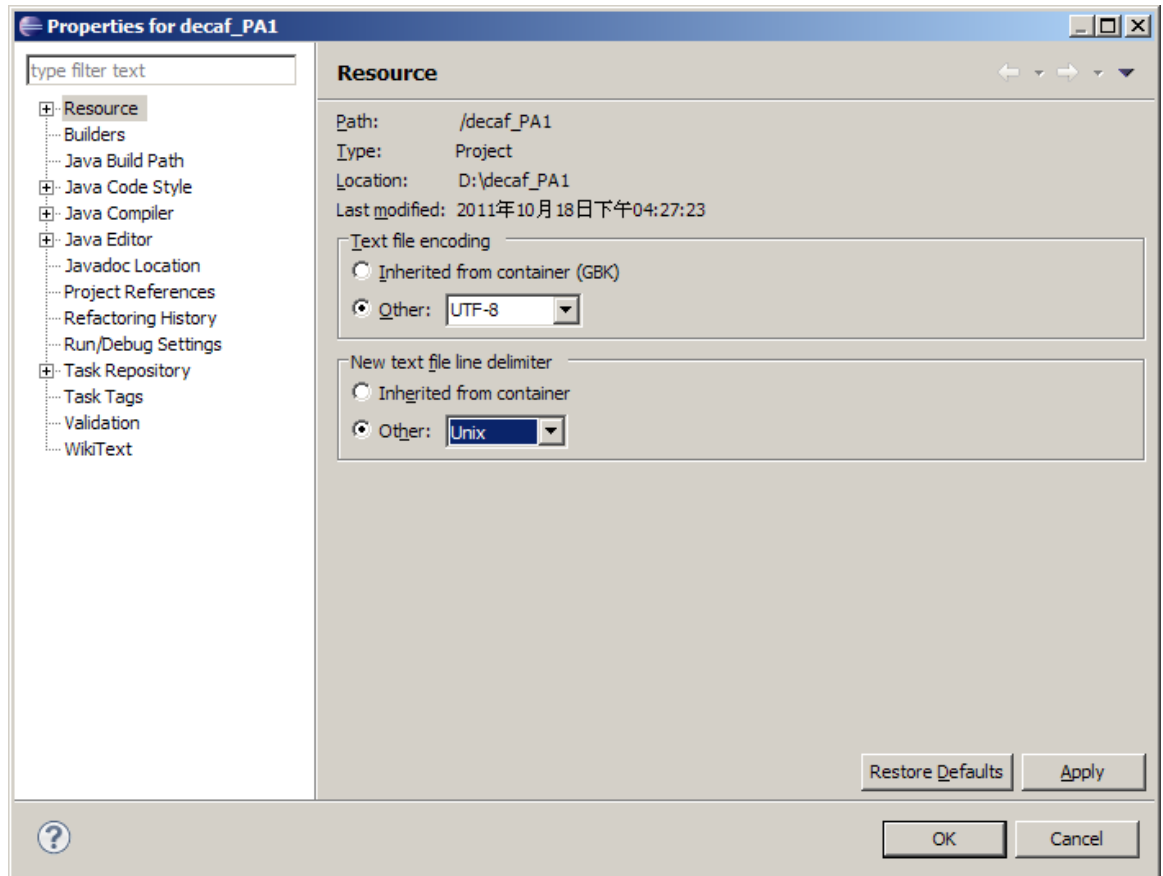 Properties for decaf_PA1
type filter text
Resource
Builders
Java Build Path
Java Code Style
Java Compiler
Java Editor
Javadoc Location
Project References
Refactoring History
Run/Debug Settings
Task Repository
Task Tags
Validation
WikiText
Resource
Path: /decaf_PA1
Type: Project
Location: D:\decaf_PA1
Last modified: 2011年10月18日下午04:27:23
Text file encoding
Inherited from container (GBK)
Other: UTF-8
New text file line delimiter
Inherited from container
Other: Unix
Restore Defaults Apply
? OK Cancel